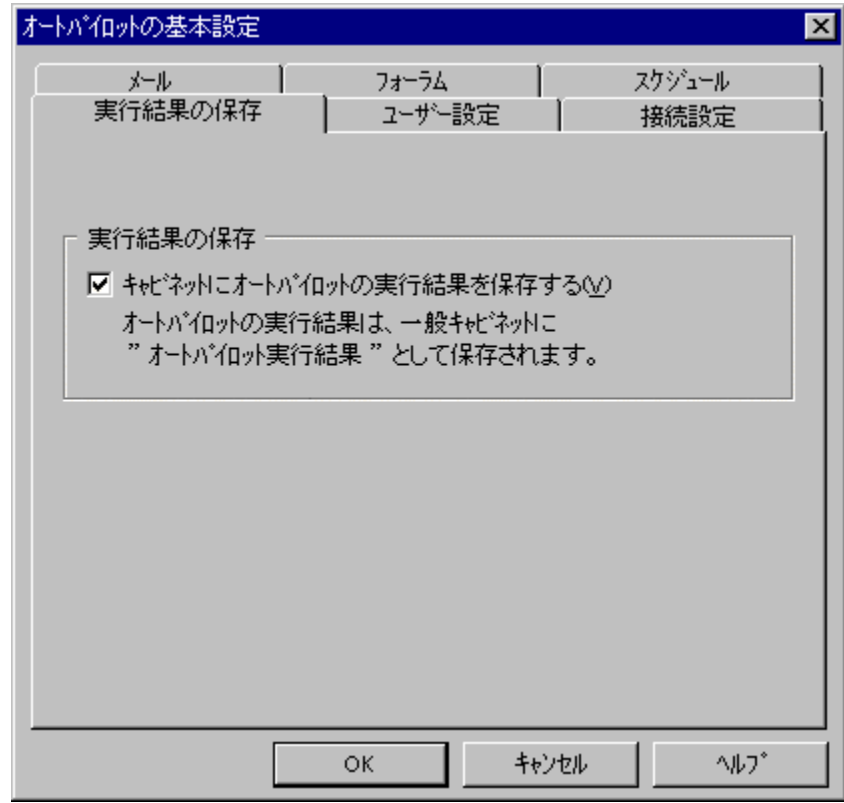 ｵｰﾄﾊﾟｲﾛｯﾄの基本設定
ﾒｰﾙ
ﾌｫｰﾗﾑ
ｽｹｼﾞｭｰﾙ
実行結果の保存
ﾕｰｻﾞｰ設定
接続設定
実行結果の保存
ｷｬﾋﾞﾈｯﾄにｵｰﾄﾊﾟｲﾛｯﾄの実行結果を保存する(V)
ｵｰﾄﾊﾟｲﾛｯﾄの実行結果は、一般ｷｬﾋﾞﾈｯﾄに
”ｵｰﾄﾊﾟｲﾛｯﾄ実行結果”として保存されます。
OK
ｷｬﾝｾﾙ
ﾍﾙﾌﾟ